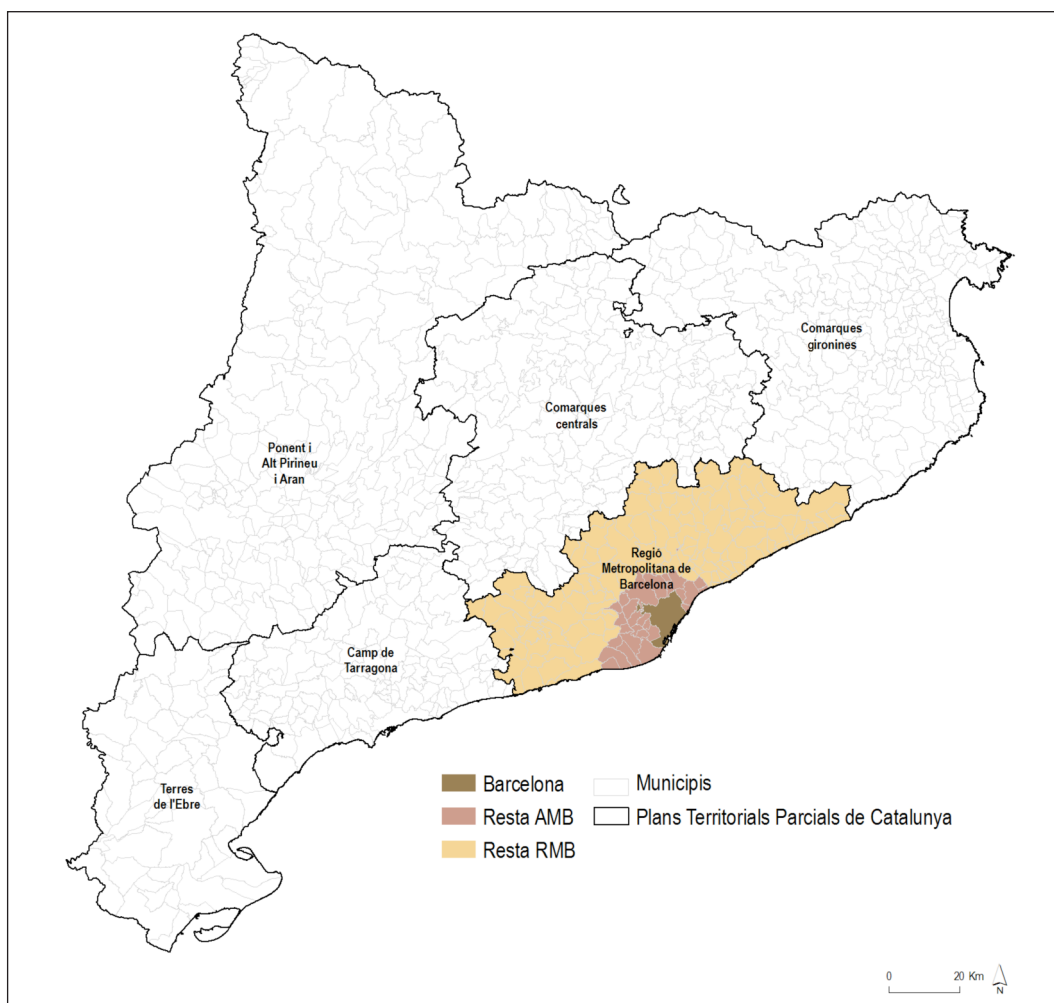 Comarques
gironines
Comarques
centrals
Ponent i
Alt Pirineu
i Aran
Regió
Metropolitana de
Barcelona
Camp de
Tarragona
Terres
de l'Ebre
Barcelona
Resta AMB
Resta RMB
Municipis
Plans Territorials Parcials de Catalunya
0 20 Km
N